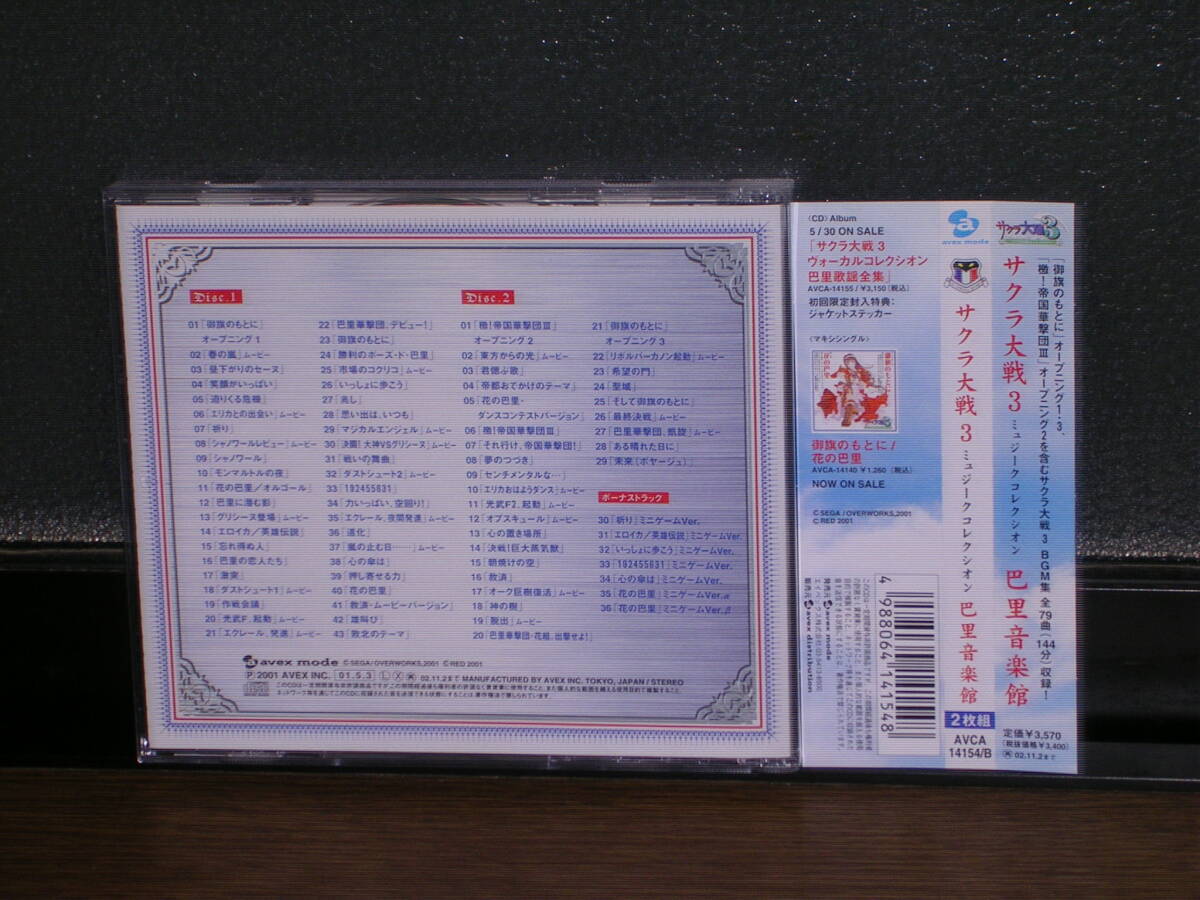 Disc.1
01「御旗のもとに」
オープニング 1
02「春の嵐」ムービー
03「昼下がりのセーヌ」
04「笑顔がいっぱい」
05「迫りくる危機」
06「エリカとの出会い」ムービー
07「祈り」
08「シャノワールレビュー」ムービー
09「シャノワール」
10「モンマルトルの夜」
11「花の巴里/オルゴール」
12「巴里に潜む影」
13「グリシーヌ登場」ムービー
14「エロイカ/英雄伝説」
15「忘れ得ぬ人」
16「巴里の恋人たち」
17「激突」
18「ダストシュート1」ムービー
19「作戦会議」
20「光武F、起動」ムービー
21「エクレール、発進」ムービー
22「巴里華撃団、デビュー!」
23「御旗のもとに」
24「勝利のポーズ・ド・巴里」
25「市場のコクリコ」ムービー
26「いっしょに歩こう」
27「兆し」
28「思い出は、いつも」
29「マジカルエンジェル」ムービー
30「決闘! 大神VSグリシーヌ」ムービー
31「戦いの舞曲」
32「ダストシュート2」ムービー
33「192455631」
34「力いっぱい、空回り!」
35「エクレール、夜間発進」ムービー
36「道化」
37「嵐の止む日……」ムービー
38「心の傘は」
39「押し寄せる力」
40「花の巴里」
41「救済・ムービーバージョン」
42「雄叫び」
43「敗北のテーマ」
Disc.2
01「檄!帝国華撃団Ⅲ」
オープニング 2
02「東方からの光」ムービー
03「君偲ぶ歌」
04「帝都おでかけのテーマ」
05「花の巴里・
ダンスコンテストバージョン」
06「檄!帝国華撃団Ⅲ」
07「それ行け、帝国華撃団!」
08「夢のつづき」
09「センチメンタルな…」
10「エリカおはようダンス」ムービー
11「光武F2、起動」ムービー
12「オブスキュール」ムービー
13「心の置き場所」
14「決戦!巨大蒸気獣」
15「朝焼けの空」
16「救済」
17「オーク巨樹復活」ムービー
18「神の樹」
19「脱出」ムービー
20「巴里華撃団・花組、出撃せよ!」
21「御旗のもとに」
オープニング 3
22「リボルバーカノン起動」ムービー
23「希望の門」
24「聖域」
25「そして御旗のもとに」
26「最終決戦」ムービー
27「巴里華撃団、凱旋」ムービー
28「ある晴れた日に」
29「未来(ボヤージュ)」
ボーナストラック
30「祈り」ミニゲームVer.
31「エロイカ/英雄伝説」ミニゲームVer.
32「いっしょに歩こう」ミニゲームVer.
33「192455631」ミニゲームVer.
34「心の傘は」ミニゲームVer.
35「花の巴里」ミニゲームVer.α
36「花の巴里」ミニゲームVer.β
avex mode ©SEGA/OVERWORKS,2001 ©RED 2001
℗2001 AVEX INC. 01.5.3 L X 02.11.2まで MANUFACTURED BY AVEX INC. TOKYO, JAPAN/STEREO
〈CD〉Album
5/30 ON SALE
「サクラ大戦 3
ヴォーカルコレクシオン
巴里歌謡全集」
AVCA-14155/¥3,150(税込)
初回限定封入特典:
ジャケットステッカー
〈マキシシングル〉
御旗のもとに/
花の巴里
AVCA-14140 ¥1,260(税込)
NOW ON SALE
©SEGA/OVERWORKS,2001
©RED 2001
発売元 avex mode
販売元 avex distribution
4 988064 141548
avex mode
サクラ大戦 3 ミュジークコレクシオン 巴里音楽館
2枚組
AVCA
14154/B
サクラ大戦3
「御旗のもとに」オープニング1・3、
「檄!帝国華撃団Ⅲ」オープニング2を含むサクラ大戦3 BGM集 全79曲(144分)収録!
サクラ大戦 3 ミュジークコレクシオン 巴里音楽館
定価¥3,570
(税抜価格¥3,400)
02.11.2まで